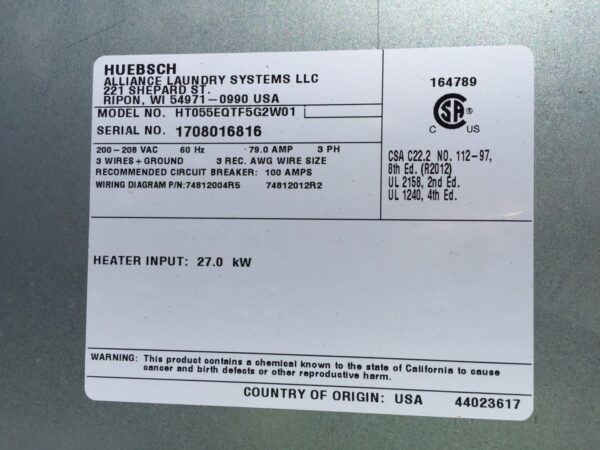 HUEBSCH
ALLIANCE LAUNDRY SYSTEMS LLC
221 SHEPARD ST.
RIPON, WI 54971-0990 USA
MODEL NO. HT055EQTF5G2W01
SERIAL NO. 1708016816
200-208 VAC 60 Hz 79.0 AMP 3 PH
3 WIRES+GROUND 3 REC. AWG WIRE SIZE
RECOMMENDED CIRCUIT BREAKER: 100 AMPS
WIRING DIAGRAM P/N:74812004R5 74812012R2
164789
CSA
C US
CSA C22.2 NO. 112-97,
8th Ed. (R2012)
UL 2158, 2nd Ed.
UL 1240, 4th Ed.
HEATER INPUT: 27.0 kW
WARNING: This product contains a chemical known to the state of California to cause
cancer and birth defects or other reproductive harm.
COUNTRY OF ORIGIN: USA 44023617